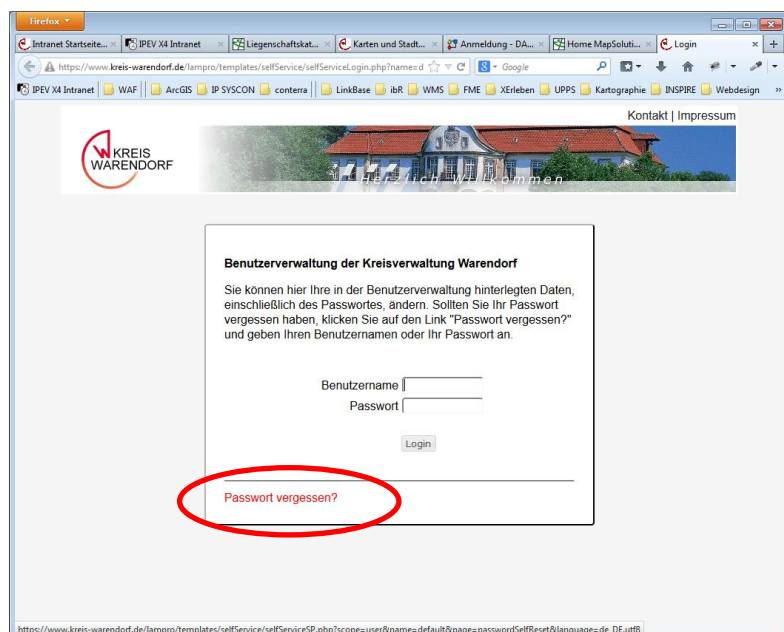 Firefox
Intranet Startseite...
IPEV X4 Intranet
Liegenschaftskat...
Karten und Stadt...
Anmeldung - DA...
Home MapSoluti...
Login
https://www.kreis-warendorf.de/lampro/templates/selfService/selfServiceLogin.php?name=d
Google
IPEV X4 Intranet WAF ArcGIS IP SYSCON conterra LinkBase ibR WMS FME XErleben UPPS Kartographie INSPIRE Webdesign
Kontakt | Impressum
KREIS
WARENDORF
Herzlich Willkommen
Benutzerverwaltung der Kreisverwaltung Warendorf
Sie können hier Ihre in der Benutzerverwaltung hinterlegten Daten,
einschließlich des Passwortes, ändern. Sollten Sie Ihr Passwort
vergessen haben, klicken Sie auf den Link "Passwort vergessen?"
und geben Ihren Benutzernamen oder Ihr Passwort an.
Benutzername
Passwort
Login
Passwort vergessen?
https://www.kreis-warendorf.de/lampro/templates/selfService/selfServiceSP.php?scope=user&name=default&page=passwordSelfReset&language=de_DE.utf8